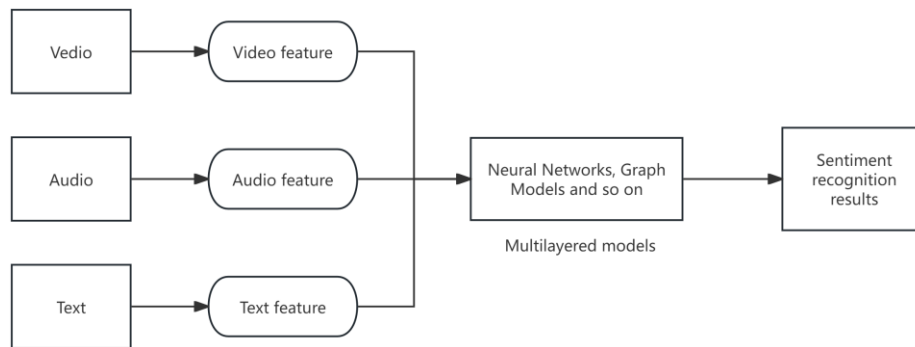 Vedio
Video feature
Audio
Audio feature
Text
Text feature
Neural Networks, Graph
Models and so on
Multilayered models
Sentiment
recognition
results